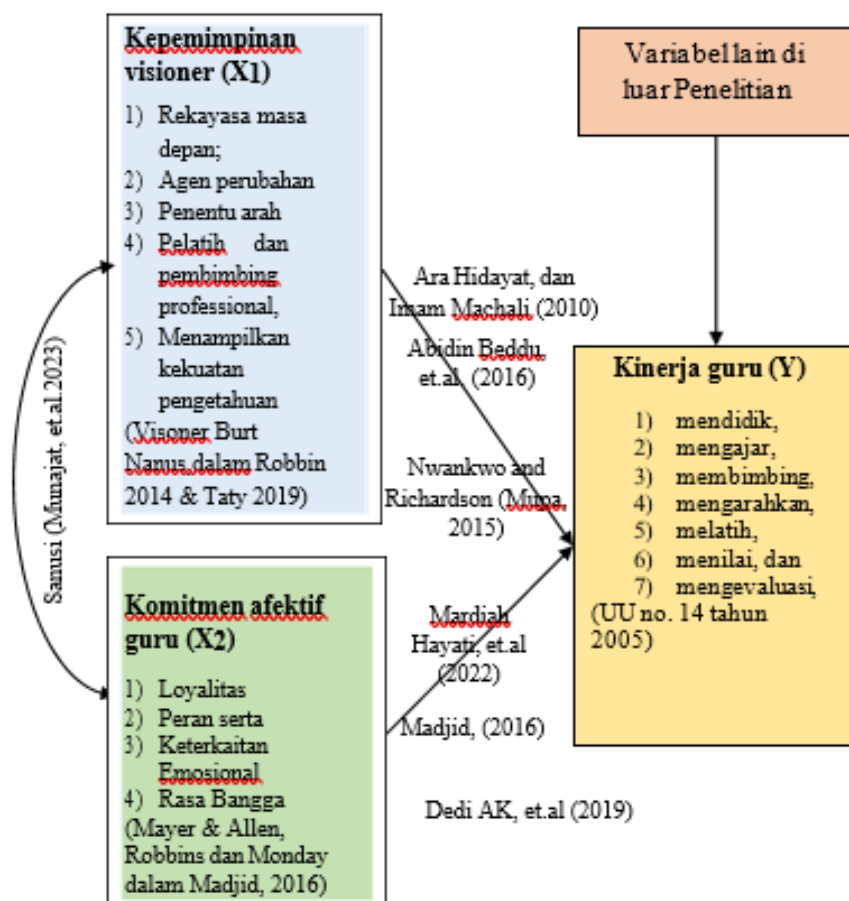 Kepemimpinan
visioner (X1)
1) Rekayasa masa
depan;
2) Agen perubahan
3) Penentu arah
4) Pelatih dan
pembimbing
professional,
5) Menampilkan
kekuatan
pengetahuan
(Visoner Burt
Nanus dalam Robbin
2014 & Taty 2019)
Sanusi (Munajat, et.al.2023)
Komitmen afektif
guru (X2)
1) Loyalitas
2) Peran serta
3) Keterkaitan
Emosional
4) Rasa Bangga
(Mayer & Allen,
Robbins dan Monday
dalam Madjid, 2016)
Ara Hidayat, dan
Imam Machali (2010)
Abidin Beddu,
et.al. (2016)
Nwankwo and
Richardson (Mupa,
2015)
Mardiah
Hayati, et.al
(2022)
Madjid, (2016)
Dedi AK, et.al (2019)
Variabel lain di
luar Penelitian
Kinerja guru (Y)
1) mendidik,
2) mengajar,
3) membimbing,
4) mengarahkan,
5) melatih,
6) menilai, dan
7) mengevaluasi,
(UU no. 14 tahun
2005)